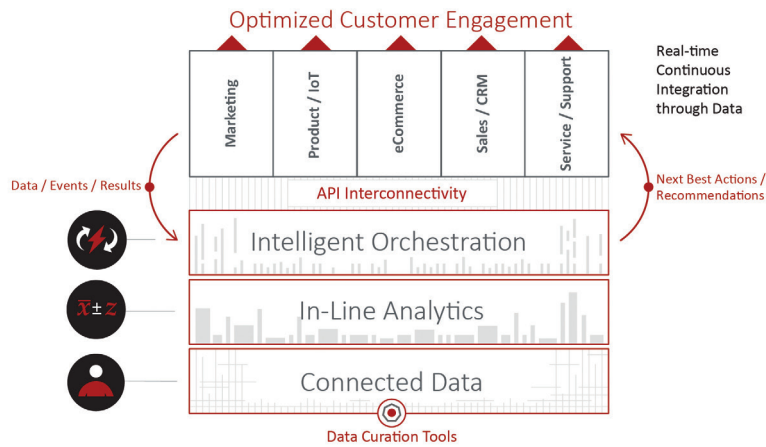 Optimized Customer Engagement
Marketing
Product / IoT
eCommerce
Sales / CRM
Service / Support
Real-time
Continuous
Integration
through Data
Data / Events / Results
API Interconnectivity
Next Best Actions /
Recommendations
Intelligent Orchestration
x̅ ± z
In-Line Analytics
Connected Data
Data Curation Tools